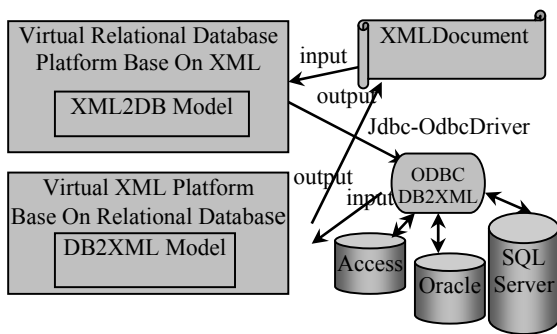 Virtual Relational Database
Platform Base On XML
XML2DB Model
input
XMLDocument
output
Jdbc-OdbcDriver
Virtual XML Platform
Base On Relational Database
DB2XML Model
output
input
ODBC
DB2XML
Access
Oracle
SQL
Server